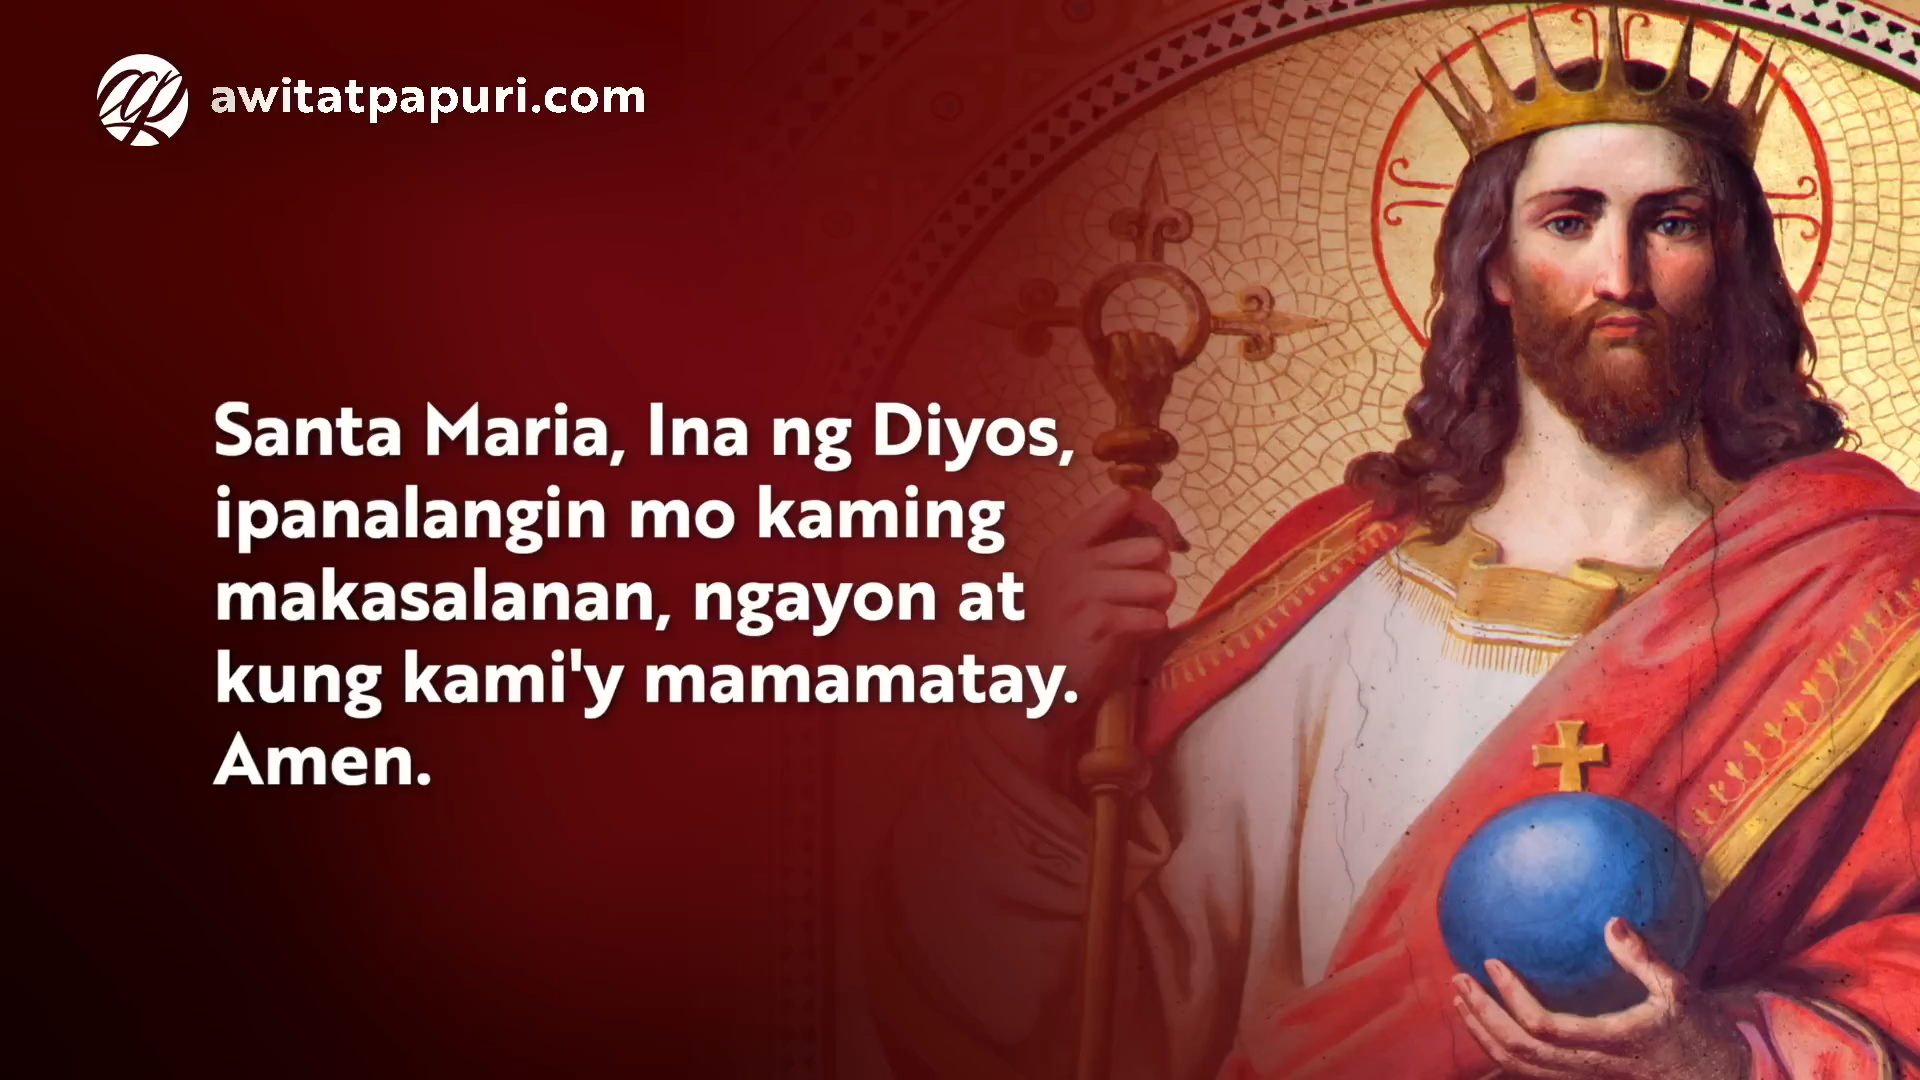 awitatpapuri.com
Santa Maria, Ina ng Diyos,
ipanalangin mo kaming
makasalanan, ngayon at
kung kami'y mamamatay.
Amen.